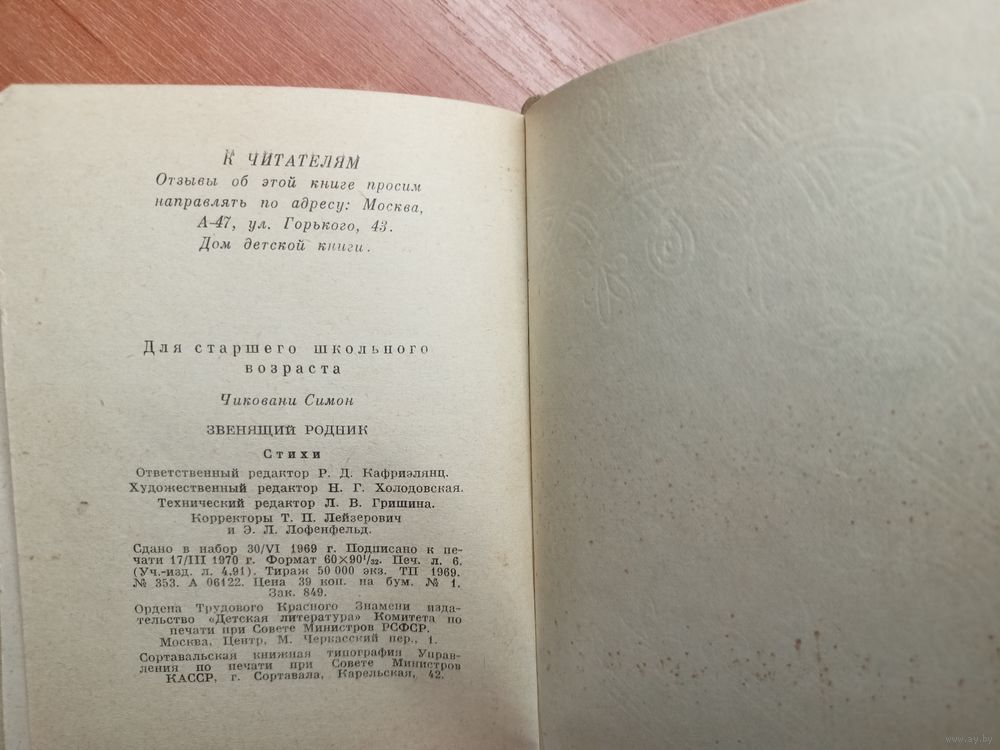 К ЧИТАТЕЛЯМ
Отзывы об этой книге просим
направлять по адресу: Москва,
А-47, ул. Горького, 43.
Дом детской книги.
Для старшего школьного
возраста
Чиковани Симон
ЗВЕНЯЩИЙ РОДНИК
Стихи
Ответственный редактор Р. Д. Кафриэлянц.
Художественный редактор Н. Г. Холодовская.
Технический редактор Л. В. Гришина.
Корректоры Т. П. Лейзерович
и Э. Л. Лофенфельд.
Сдано в набор 30/VI 1969 г. Подписано к пе-
чати 17/III 1970 г. Формат 60×90¹/₃₂. Печ. л. 6.
(Уч.-изд. л. 4.91). Тираж 50 000 экз. ТП 1969.
№ 353. А 06122. Цена 39 коп. на бум. № 1.
Зак. 849.
Ордена Трудового Красного Знамени изда-
тельство «Детская литература» Комитета по
печати при Совете Министров РСФСР.
Москва, Центр, М. Черкасский пер., 1.
Сортавальская книжная типография Управ-
ления по печати при Совете Министров
КАССР, г. Сортавала, Карельская, 42.
www.ay.by